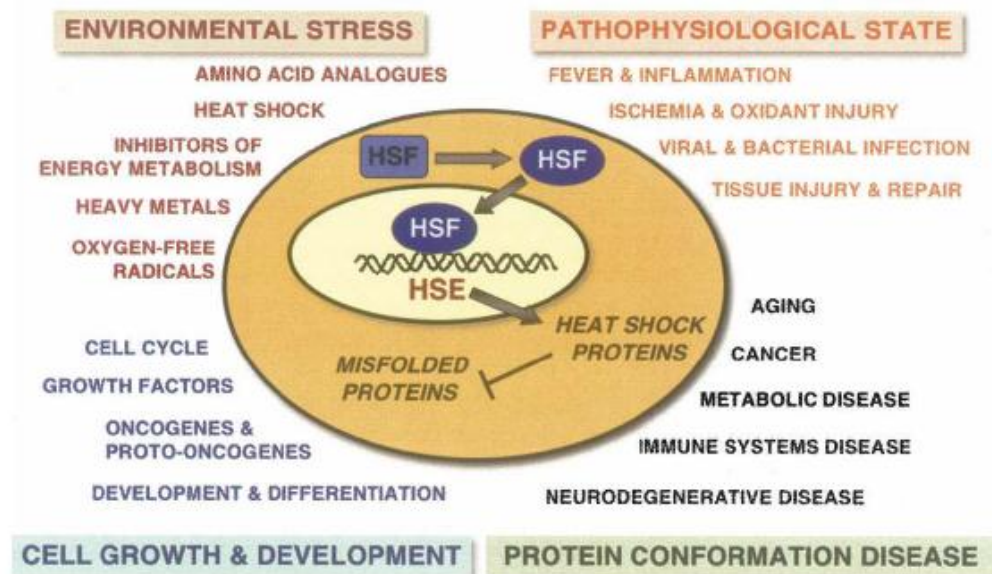 ENVIRONMENTAL STRESS
PATHOPHYSIOLOGICAL STATE
AMINO ACID ANALOGUES
HEAT SHOCK
INHIBITORS OF
ENERGY METABOLISM
HEAVY METALS
OXYGEN-FREE
RADICALS
FEVER & INFLAMMATION
ISCHEMIA & OXIDANT INJURY
VIRAL & BACTERIAL INFECTION
TISSUE INJURY & REPAIR
HSF
HSF
HSF
HSE
HEAT SHOCK
PROTEINS
MISFOLDED
PROTEINS
CELL CYCLE
GROWTH FACTORS
ONCOGENES &
PROTO-ONCOGENES
DEVELOPMENT & DIFFERENTIATION
AGING
CANCER
METABOLIC DISEASE
IMMUNE SYSTEMS DISEASE
NEURODEGENERATIVE DISEASE
CELL GROWTH & DEVELOPMENT
PROTEIN CONFORMATION DISEASE